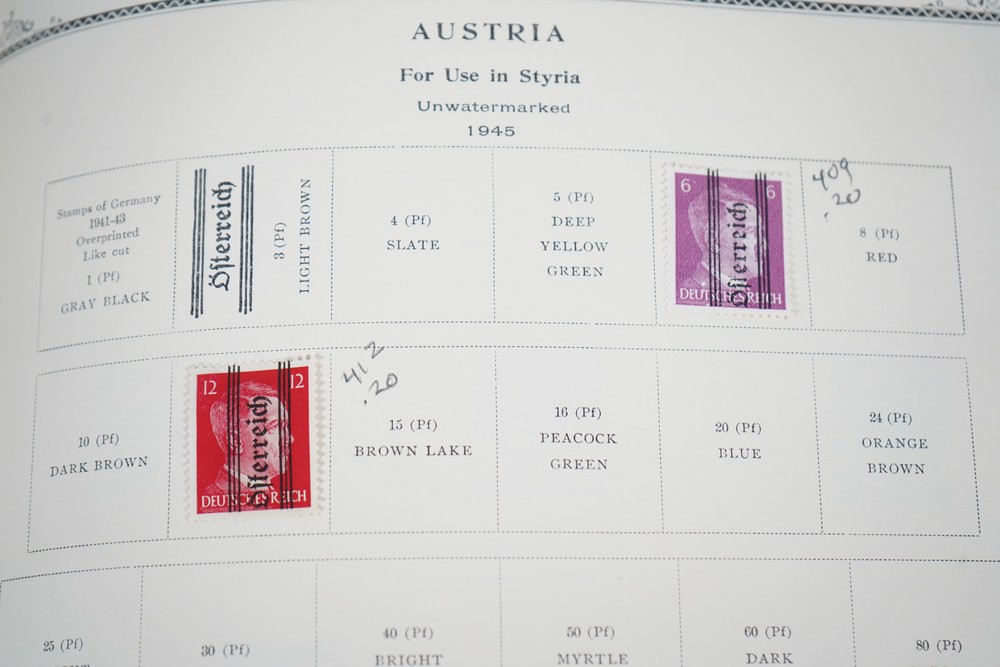 AUSTRIA
For Use in Styria
Unwatermarked
1945
Stamps of Germany
1941-43
Overprinted
Like cut
1 (Pf)
GRAY BLACK
Österreich
3 (Pf)
LIGHT BROWN
4 (Pf)
SLATE
5 (Pf)
DEEP
YELLOW
GREEN
6 6
Österreich
DEUTSCHES REICH
409
.20
8 (Pf)
RED
10 (Pf)
DARK BROWN
12 12
Österreich
DEUTSCHES REICH
412
.20
15 (Pf)
BROWN LAKE
16 (Pf)
PEACOCK
GREEN
20 (Pf)
BLUE
24 (Pf)
ORANGE
BROWN
25 (Pf)
30 (Pf)
40 (Pf)
BRIGHT
50 (Pf)
MYRTLE
60 (Pf)
DARK
80 (Pf)